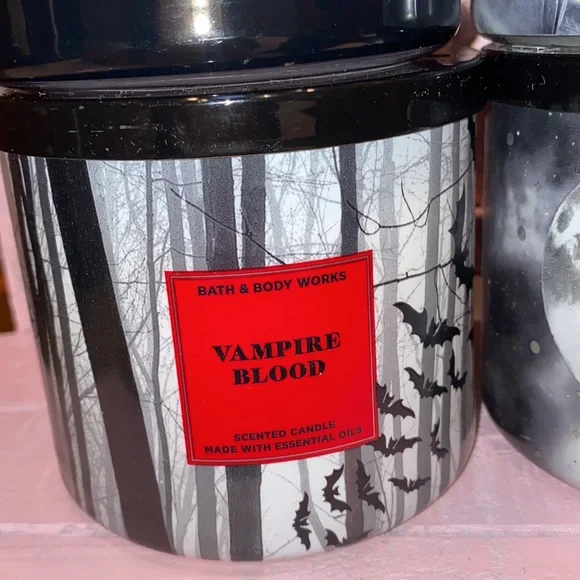 BATH & BODY WORKS
VAMPIRE
BLOOD
SCENTED CANDLE
MADE WITH ESSENTIAL OILS